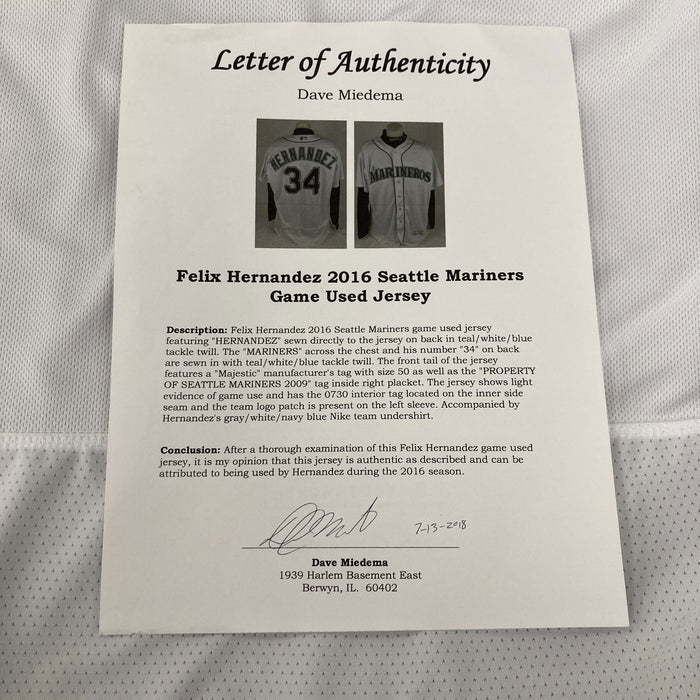 Letter of Authenticity
Dave Miedema
HERNANDEZ
34
MARINEROS
Felix Hernandez 2016 Seattle Mariners
Game Used Jersey
Description: Felix Hernandez 2016 Seattle Mariners game used jersey
featuring "HERNANDEZ" sewn directly to the jersey on back in teal/white/blue
tackle twill. The "MARINERS" across the chest and his number "34" on back
are sewn in with teal/white/blue tackle twill. The front tail of the jersey
features a "Majestic" manufacturer's tag with size 50 as well as the "PROPERTY
OF SEATTLE MARINERS 2009" tag inside right placket. The jersey shows light
evidence of game use and has the 0730 interior tag located on the inner side
seam and the team logo patch is present on the left sleeve. Accompanied by
Hernandez's gray/white/navy blue Nike team undershirt.
Conclusion: After a thorough examination of this Felix Hernandez game used
jersey, it is my opinion that this jersey is authentic as described and can be
attributed to being used by Hernandez during the 2016 season.
7-13-2018
Dave Miedema
1939 Harlem Basement East
Berwyn, IL. 60402